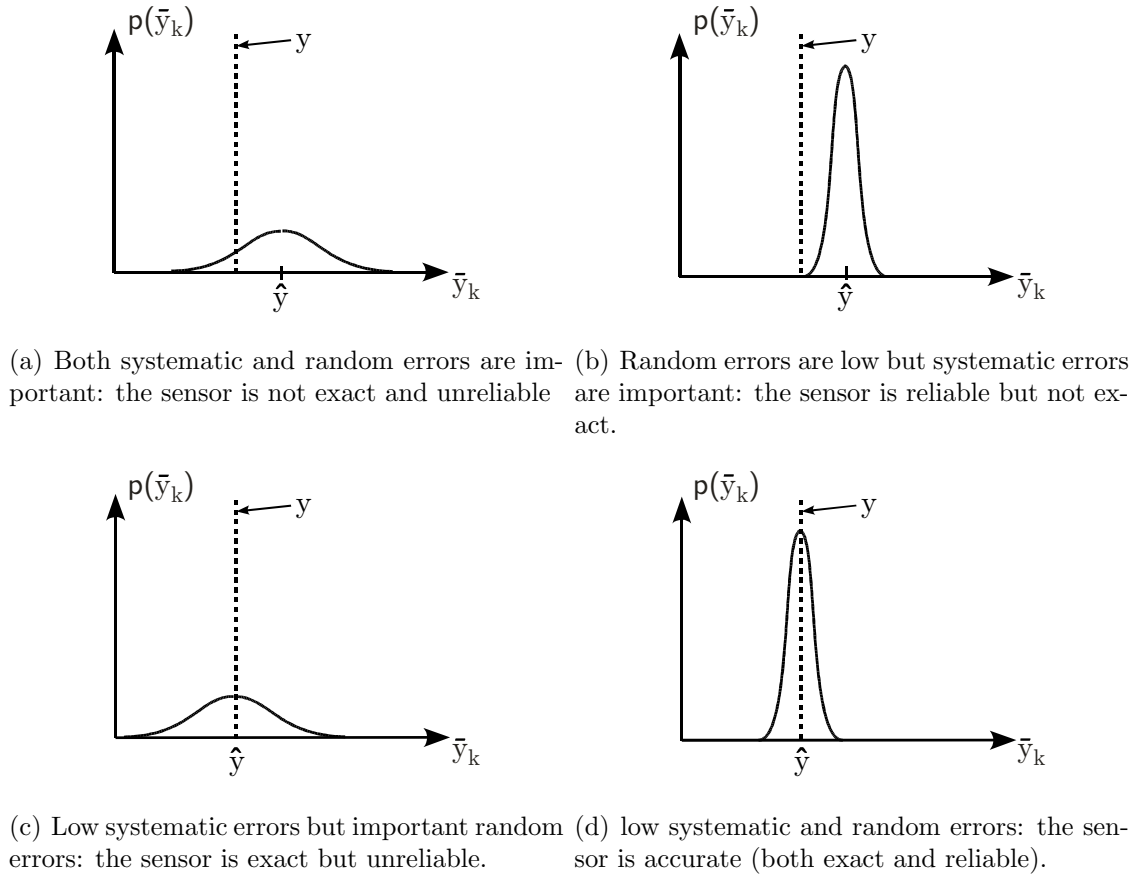 p(ȳₖ)
y
ȳₖ
ŷ
(a) Both systematic and random errors are im-
portant: the sensor is not exact and unreliable
p(ȳₖ)
y
ȳₖ
ŷ
(b) Random errors are low but systematic errors
are important: the sensor is reliable but not ex-
act.
p(ȳₖ)
y
ȳₖ
ŷ
(c) Low systematic errors but important random
errors: the sensor is exact but unreliable.
p(ȳₖ)
y
ȳₖ
ŷ
(d) low systematic and random errors: the sen-
sor is accurate (both exact and reliable).